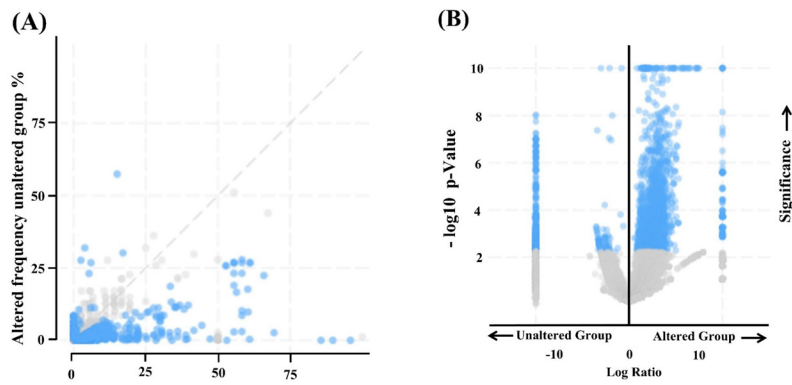 (A)
Altered frequency unaltered group %
75
50
25
0
0
25
50
75
(B)
- log10 p-Value
10
8
6
4
2
Significance
Unaltered Group
Altered Group
-10
0
10
Log Ratio